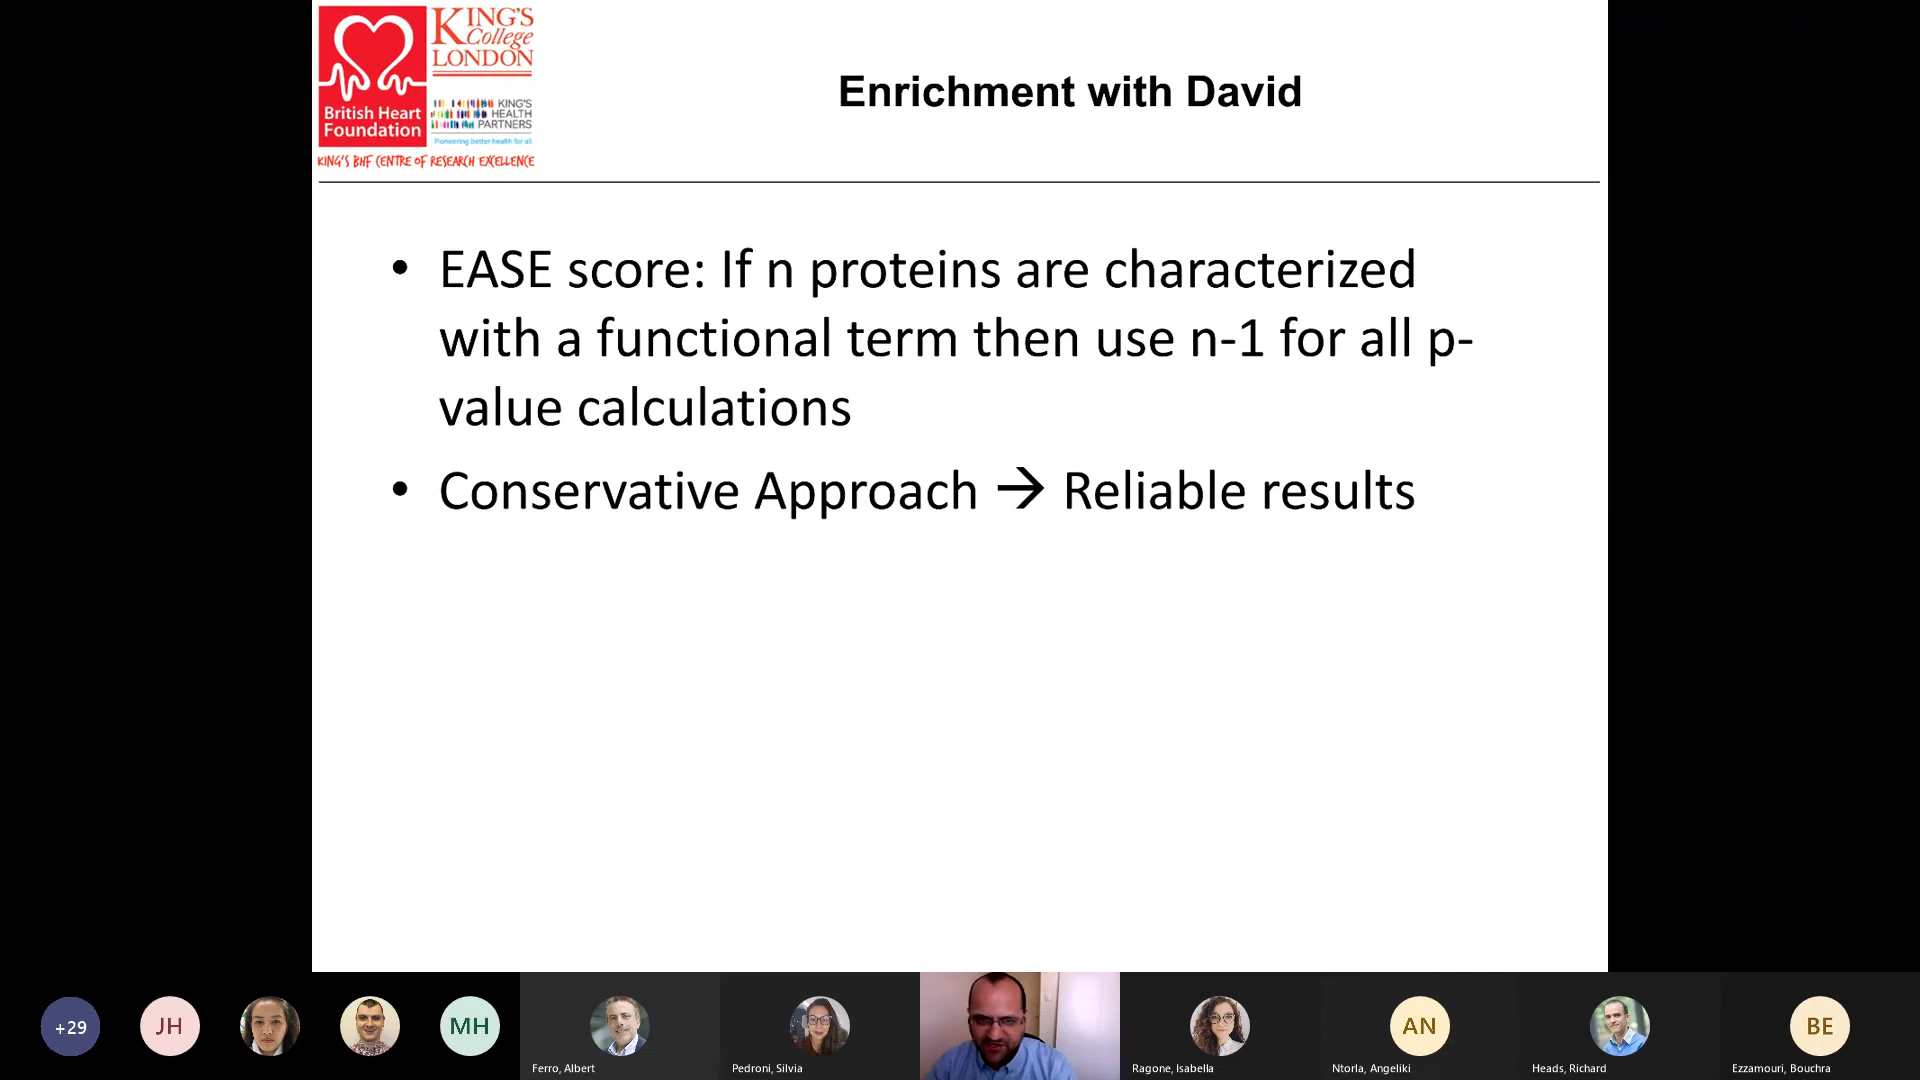 British Heart
Foundation
KING'S
College
LONDON
KING'S
HEALTH
PARTNERS
Pioneering better health for all
KING'S BHF CENTRE OF RESEARCH EXCELLENCE
Enrichment with David
• EASE score: If n proteins are characterized
with a functional term then use n-1 for all p-
value calculations
• Conservative Approach → Reliable results
+29
JH
MH
AN
BE
Ferro, Albert
Pedroni, Silvia
Ragone, Isabella
Ntorla, Angeliki
Heads, Richard
Ezzamouri, Bouchra